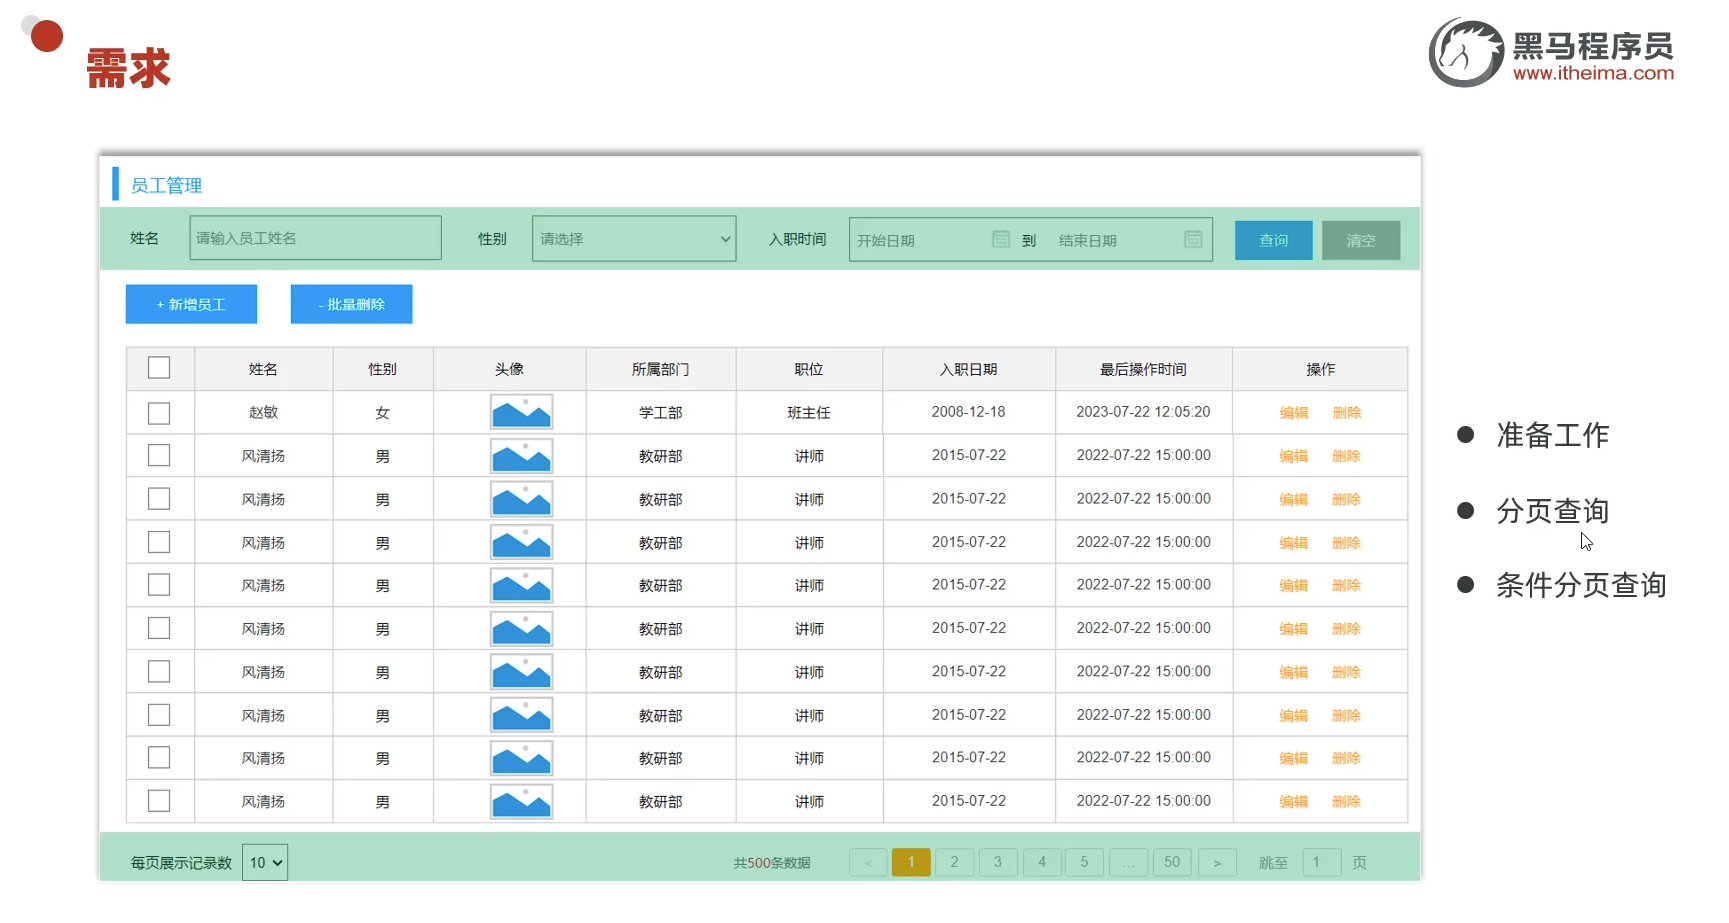 需求
黑马程序员
www.itheima.com
员工管理
姓名 请输入员工姓名 性别 请选择 入职时间 开始日期 到 结束日期 查询 清空
+ 新增员工 - 批量删除
姓名 性别 头像 所属部门 职位 入职日期 最后操作时间 操作
赵敏 女 学工部 班主任 2008-12-18 2023-07-22 12:05:20 编辑 删除
风清扬 男 教研部 讲师 2015-07-22 2022-07-22 15:00:00 编辑 删除
风清扬 男 教研部 讲师 2015-07-22 2022-07-22 15:00:00 编辑 删除
风清扬 男 教研部 讲师 2015-07-22 2022-07-22 15:00:00 编辑 删除
风清扬 男 教研部 讲师 2015-07-22 2022-07-22 15:00:00 编辑 删除
风清扬 男 教研部 讲师 2015-07-22 2022-07-22 15:00:00 编辑 删除
风清扬 男 教研部 讲师 2015-07-22 2022-07-22 15:00:00 编辑 删除
风清扬 男 教研部 讲师 2015-07-22 2022-07-22 15:00:00 编辑 删除
风清扬 男 教研部 讲师 2015-07-22 2022-07-22 15:00:00 编辑 删除
风清扬 男 教研部 讲师 2015-07-22 2022-07-22 15:00:00 编辑 删除
每页展示记录数 10 共500条数据 < 1 2 3 4 5 ... 50 > 跳至 1 页
● 准备工作
● 分页查询
● 条件分页查询